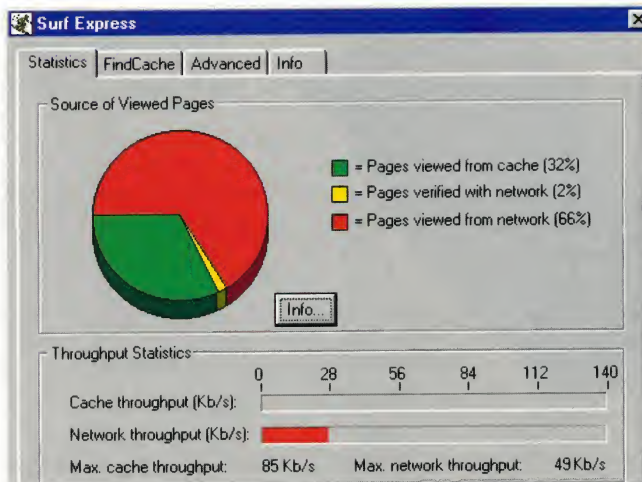 Surf Express
Statistics FindCache Advanced Info
Source of Viewed Pages
= Pages viewed from cache (32%)
= Pages verified with network (2%)
= Pages viewed from network (66%)
Info...
Throughput Statistics
0 28 56 84 112 140
Cache throughput (Kb/s):
Network throughput (Kb/s):
Max. cache throughput: 85 Kb/s Max. network throughput: 49 Kb/s